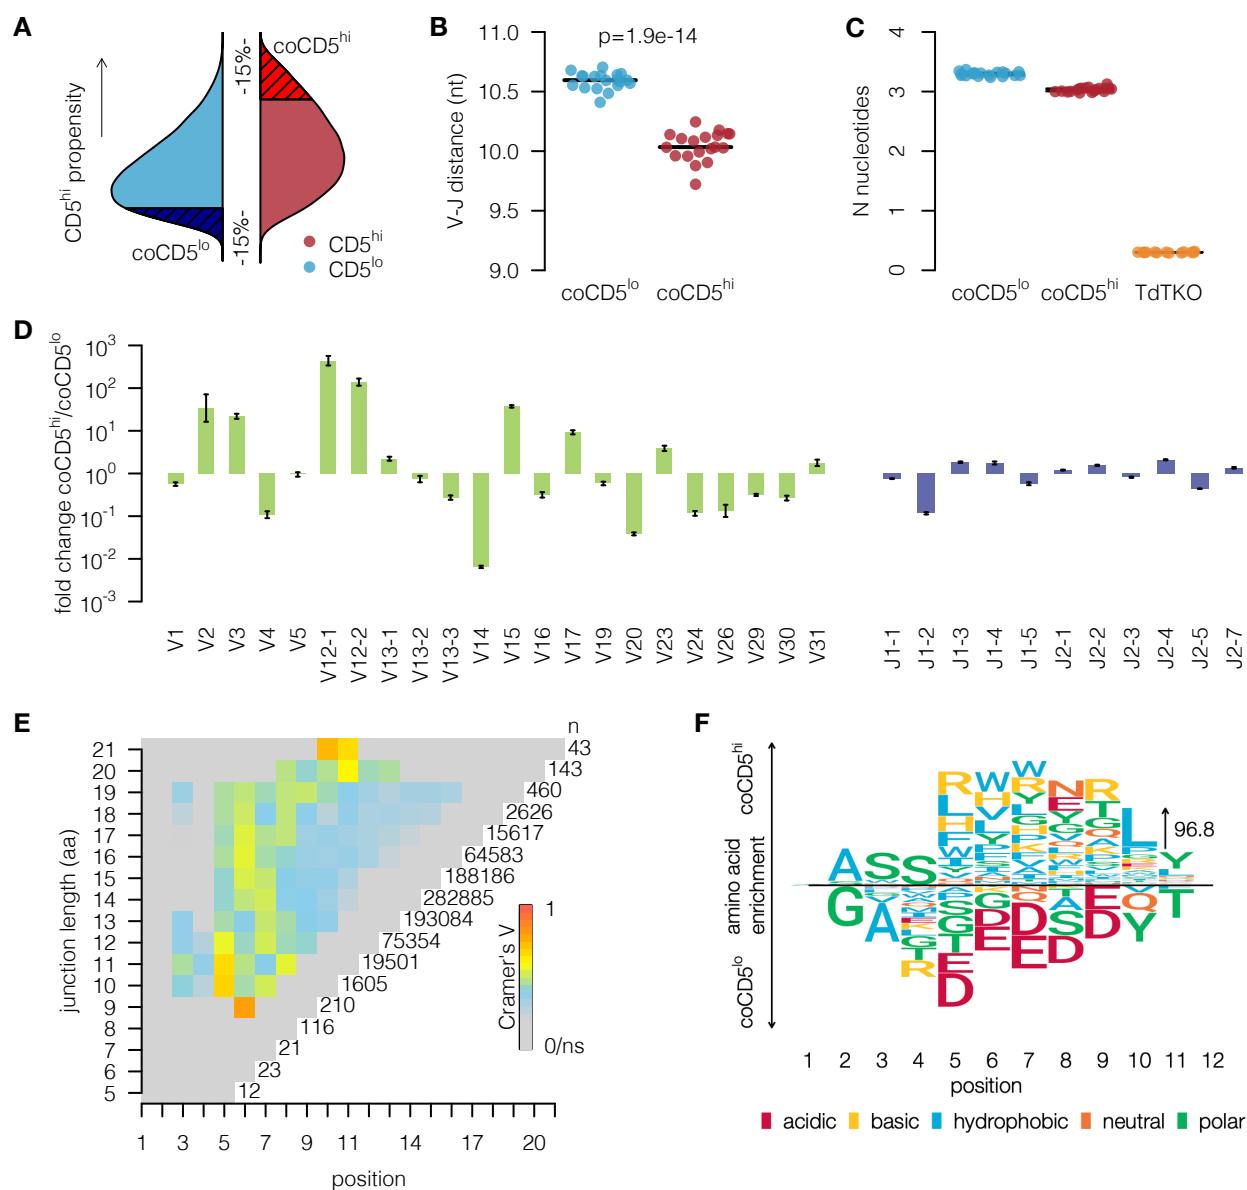 A
CD5hi propensity
coCD5hi
-15%-
coCD5lo
-15%-
CD5hi
CD5lo
B
V-J distance (nt)
11.0
10.5
10.0
9.5
9.0
p=1.9e-14
coCD5lo
coCD5hi
C
N nucleotides
4
3
2
1
0
coCD5lo
coCD5hi
TdTKO
D
fold change coCD5hi/coCD5lo
10^3
10^2
10^1
10^0
10^-1
10^-2
10^-3
V1 V2 V3 V4 V5 V12-1 V12-2 V13-1 V13-2 V13-3 V14 V15 V16 V17 V19 V20 V23 V24 V26 V29 V30 V31
J1-1 J1-2 J1-3 J1-4 J1-5 J2-1 J2-2 J2-3 J2-4 J2-5 J2-7
E
junction length (aa)
n
21 43
20 143
19 460
18 2626
17 15617
16 64583
15 188186
14 282885
13 193084
12 75354
11 19501
10 1605
9 210
8 116
7 21
6 23
5 12
Cramer's V
1
0/ns
1 3 5 7 9 11 14 17 20
position
F
coCD5hi
amino acid
enrichment
coCD5lo
96.8
1 2 3 4 5 6 7 8 9 10 11 12
position
acidic basic hydrophobic neutral polar